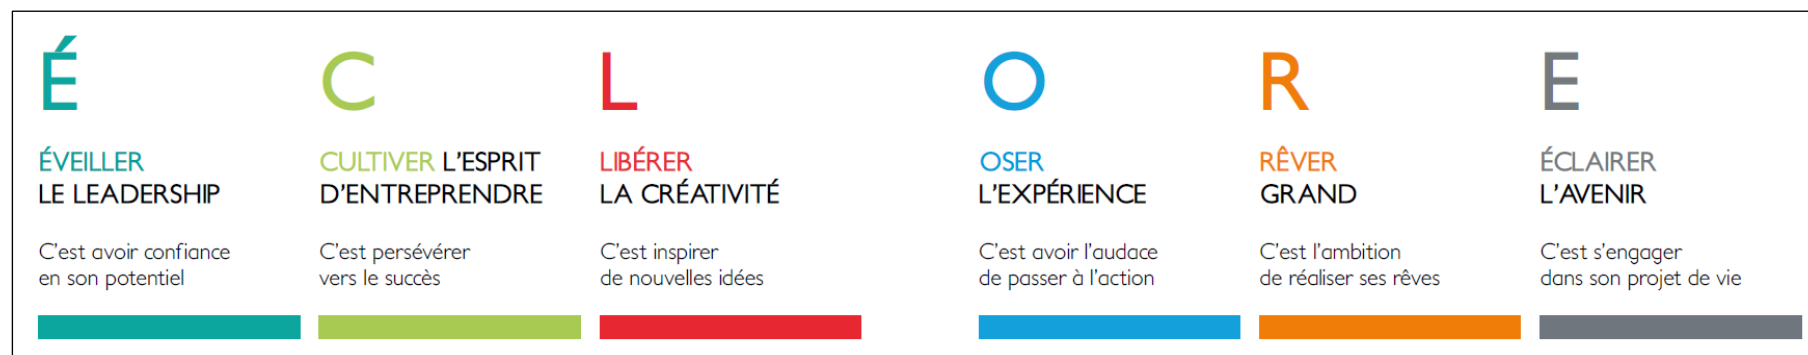 É
ÉVEILLER
LE LEADERSHIP
C'est avoir confiance
en son potentiel
C
CULTIVER L'ESPRIT
D'ENTREPRENDRE
C'est persévérer
vers le succès
L
LIBÉRER
LA CRÉATIVITÉ
C'est inspirer
de nouvelles idées
O
OSER
L'EXPÉRIENCE
C'est avoir l'audace
de passer à l'action
R
RÊVER
GRAND
C'est l'ambition
de réaliser ses rêves
E
ÉCLAIRER
L'AVENIR
C'est s'engager
dans son projet de vie